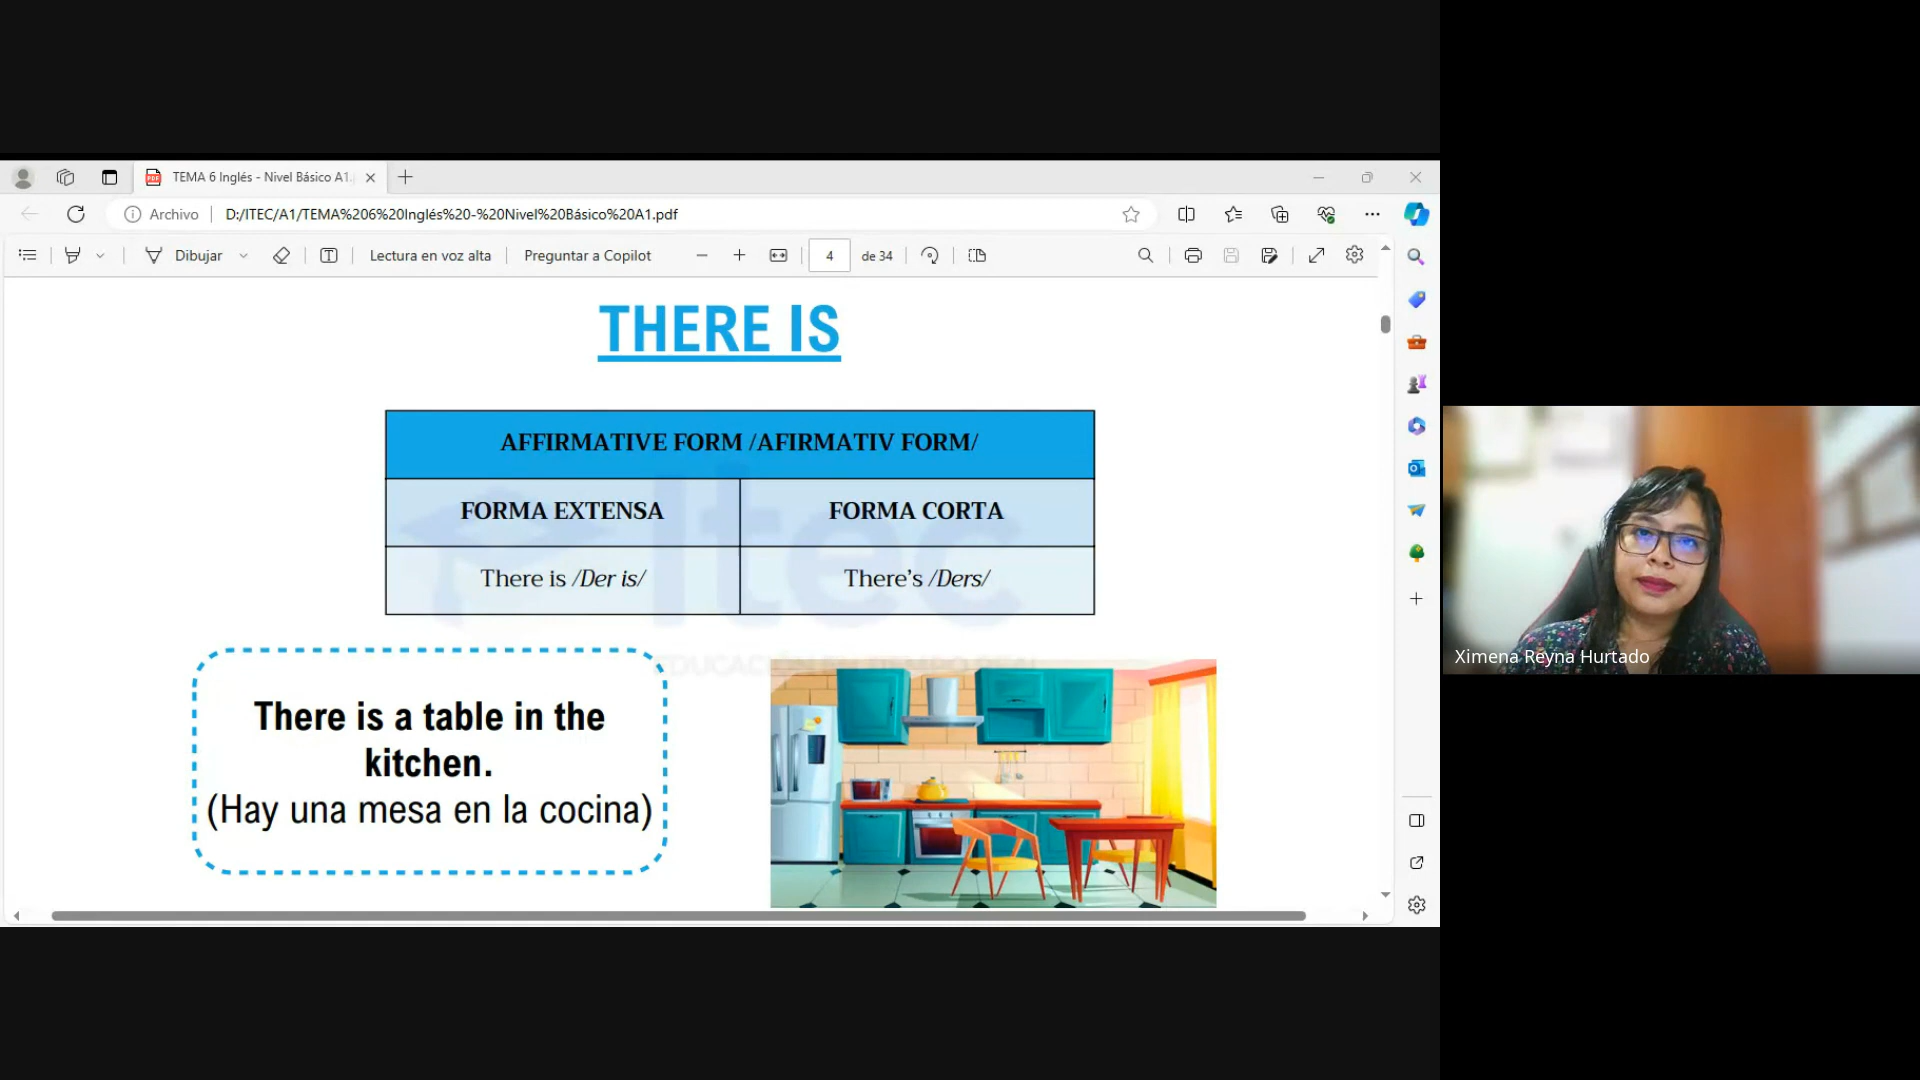 TEMA 6 Inglés - Nivel Básico A1.
Archivo
D:/ITEC/A1/TEMA%206%20Inglés%20-%20Nivel%20Básico%20A1.pdf
Dibujar
Lectura en voz alta
Preguntar a Copilot
4
de 34
THERE IS
AFFIRMATIVE FORM /AFIRMATIV FORM/
FORMA EXTENSA
FORMA CORTA
There is /Der is/
There's /Ders/
Itec
There is a table in the
kitchen.
(Hay una mesa en la cocina)
Ximena Reyna Hurtado